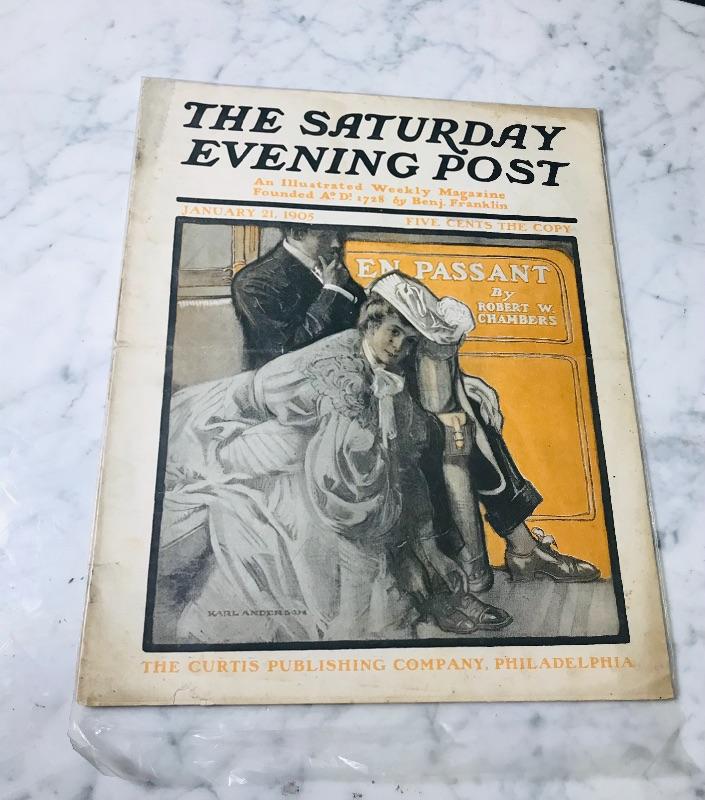 THE SATURDAY
EVENING POST
An Illustrated Weekly Magazine
Founded Aº Dⁱ 1728 by Benj. Franklin
JANUARY 21, 1905
FIVE CENTS THE COPY
EN PASSANT
By
ROBERT W.
CHAMBERS
KARL ANDERSON
THE CURTIS PUBLISHING COMPANY, PHILADELPHIA